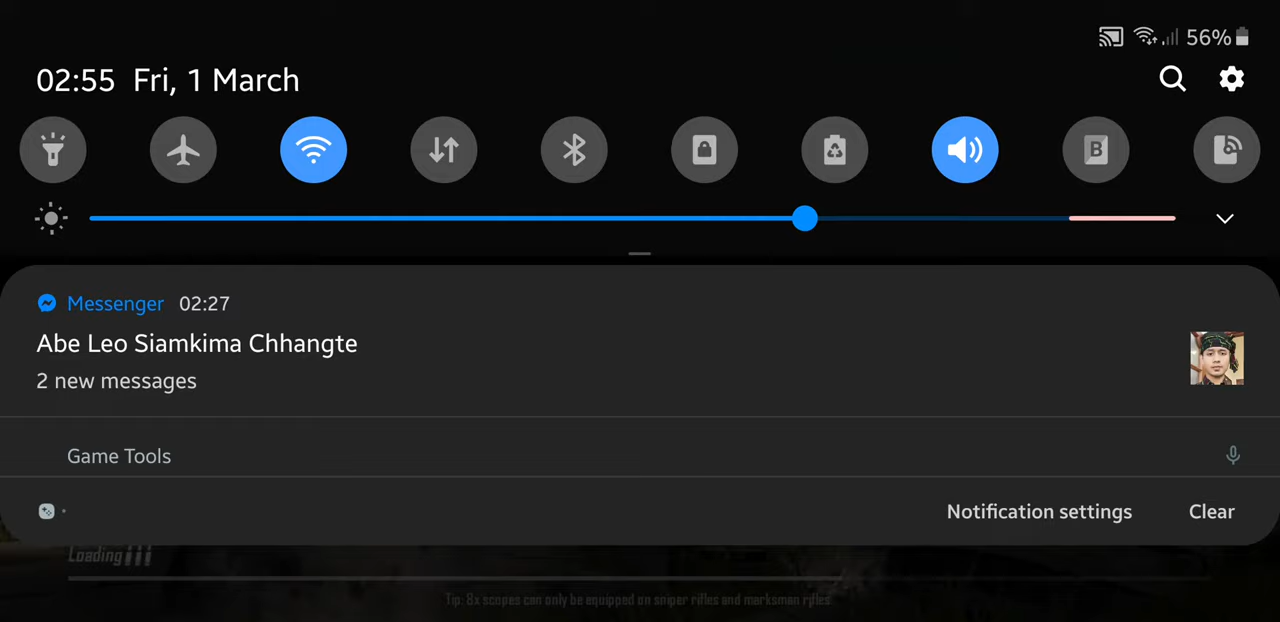 56%
02:55 Fri, 1 March
B
Messenger 02:27
Abe Leo Siamkima Chhangte
2 new messages
Game Tools
Notification settings Clear
Loading
Tip: 8x scopes can only be equipped on sniper rifles and marksman rifles